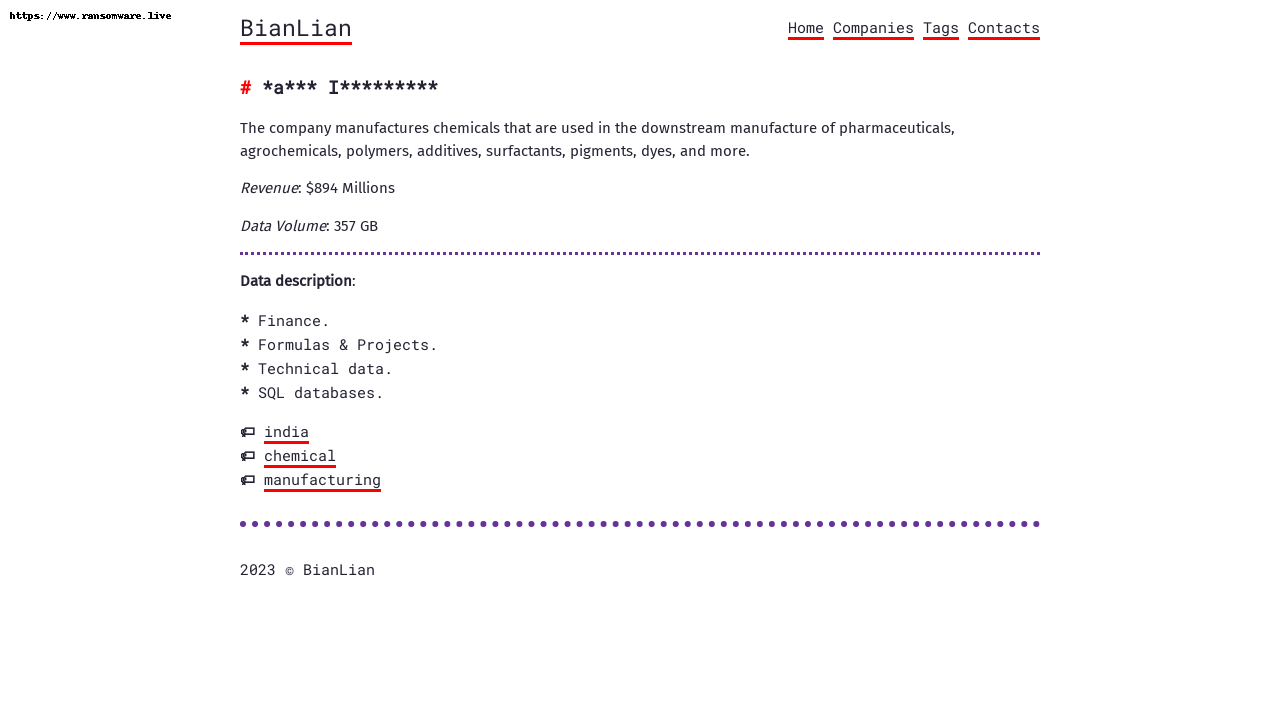 https://www.ransomware.live
BianLian
Home Companies Tags Contacts
# *a*** I*********
The company manufactures chemicals that are used in the downstream manufacture of pharmaceuticals,
agrochemicals, polymers, additives, surfactants, pigments, dyes, and more.
Revenue: $894 Millions
Data Volume: 357 GB
Data description:
* Finance.
* Formulas & Projects.
* Technical data.
* SQL databases.
india
chemical
manufacturing
2023 © BianLian